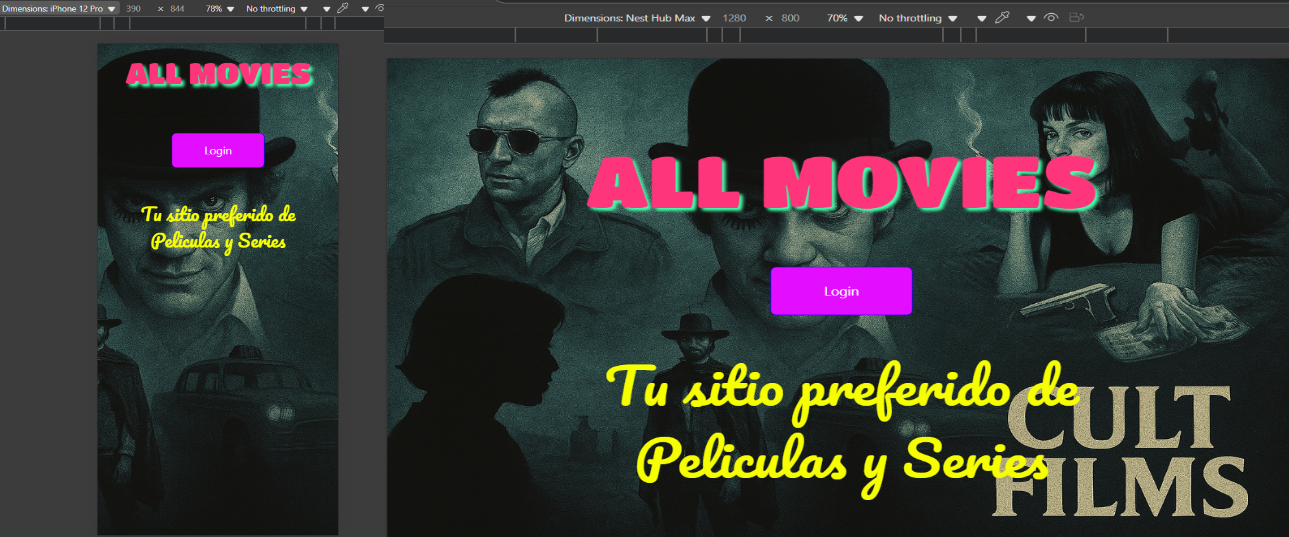 Dimensions: iPhone 12 Pro 390 × 844 78% No throttling
ALL MOVIES
Login
Tu sitio preferido de
Peliculas y Series
Dimensions: Nest Hub Max 1280 × 800 70% No throttling
ALL MOVIES
Login
Tu sitio preferido de
Peliculas y Series
CULT
FILMS